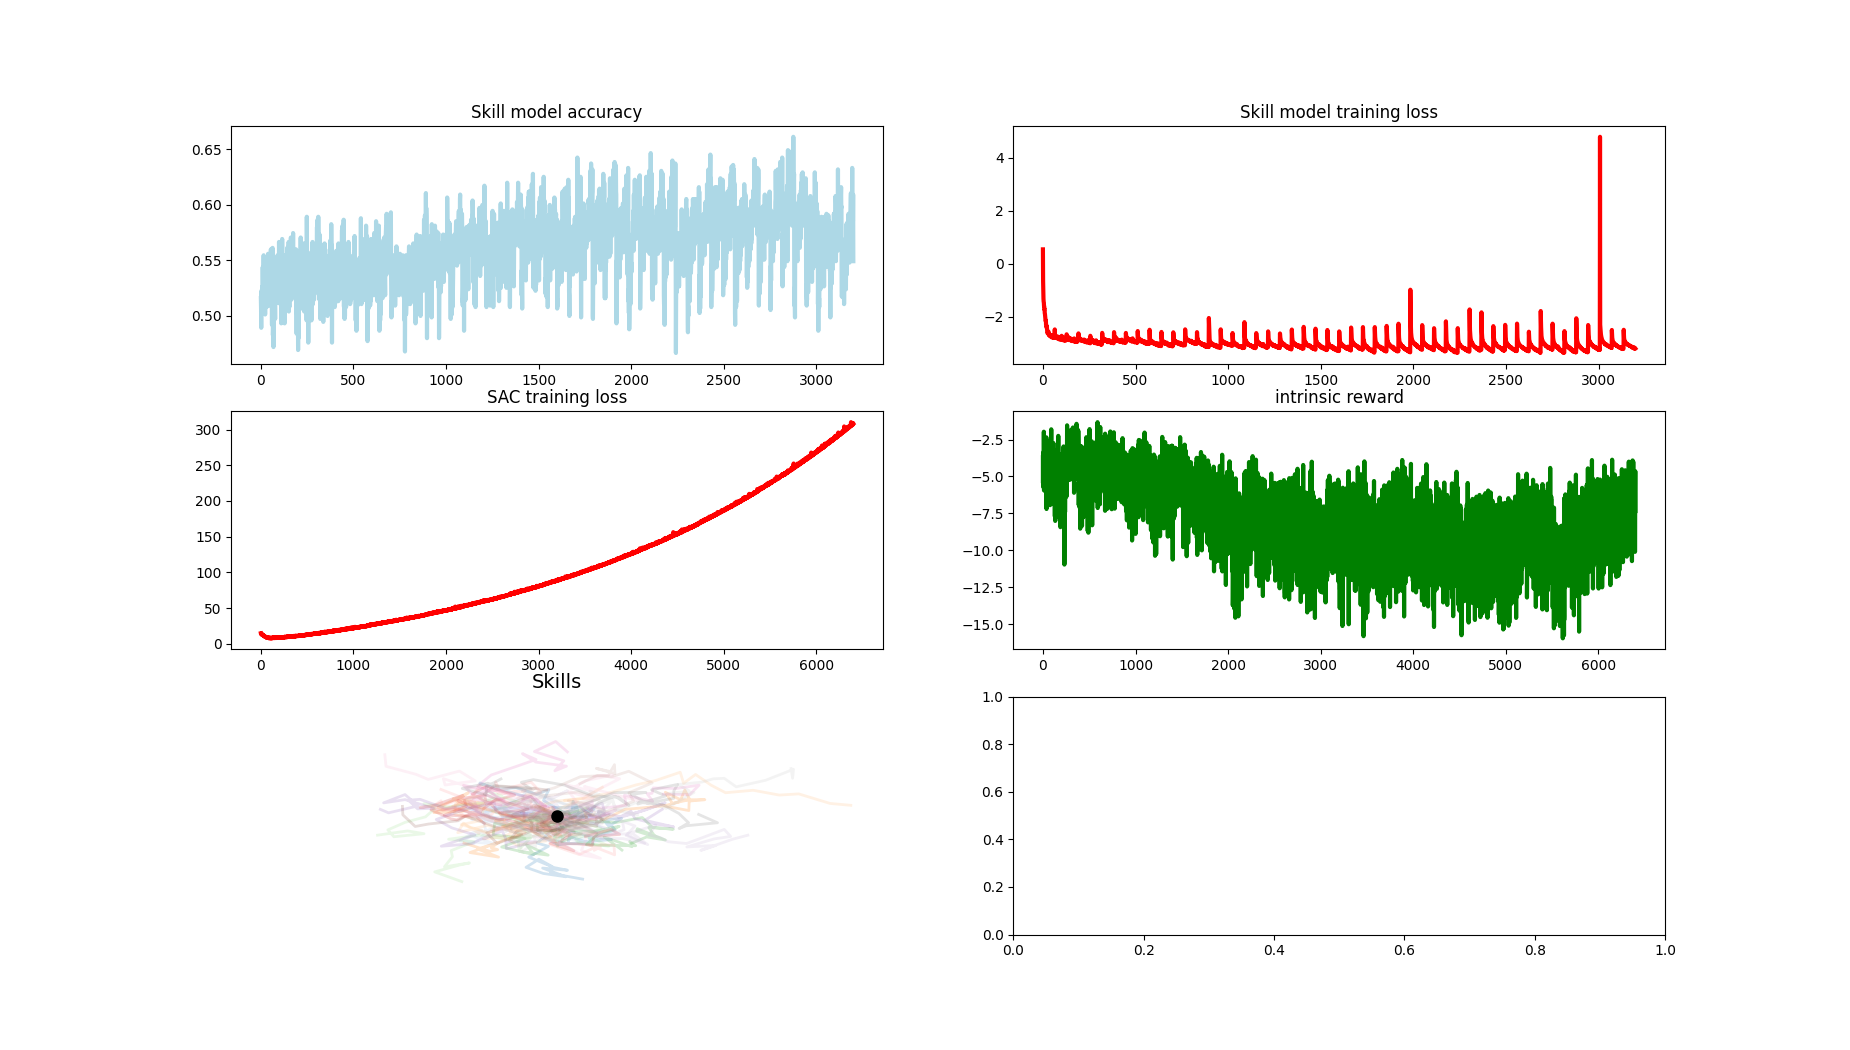 Skill model accuracy
0.65
0.60
0.55
0.50
0 500 1000 1500 2000 2500 3000
Skill model training loss
4
2
0
−2
0 500 1000 1500 2000 2500 3000
SAC training loss
300
250
200
150
100
50
0
0 1000 2000 3000 4000 5000 6000
intrinsic reward
−2.5
−5.0
−7.5
−10.0
−12.5
−15.0
0 1000 2000 3000 4000 5000 6000
Skills
1.0
0.8
0.6
0.4
0.2
0.0
0.0 0.2 0.4 0.6 0.8 1.0